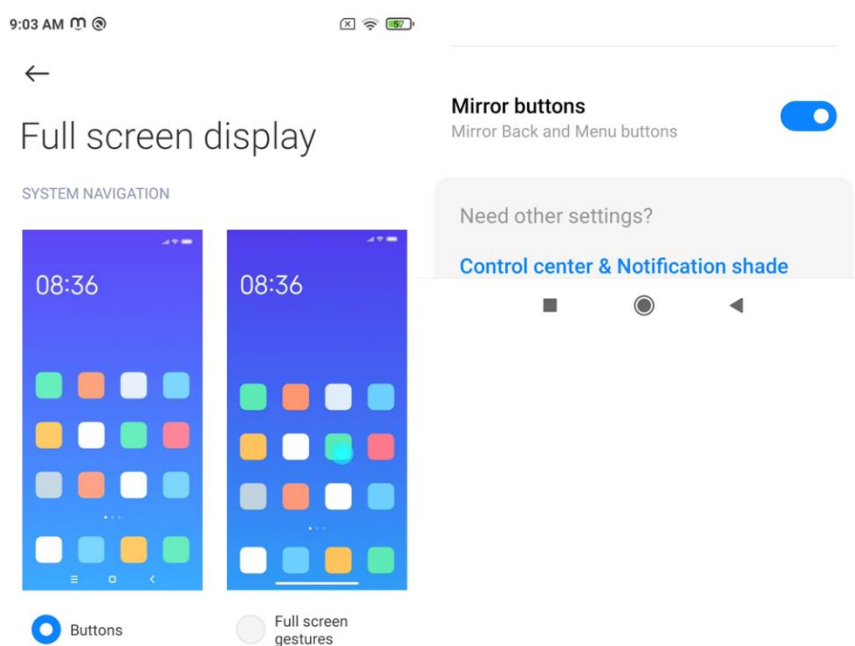 9:03 AM
57
Full screen display
SYSTEM NAVIGATION
08:36
08:36
Buttons
Full screen
gestures
Mirror buttons
Mirror Back and Menu buttons
Need other settings?
Control center & Notification shade